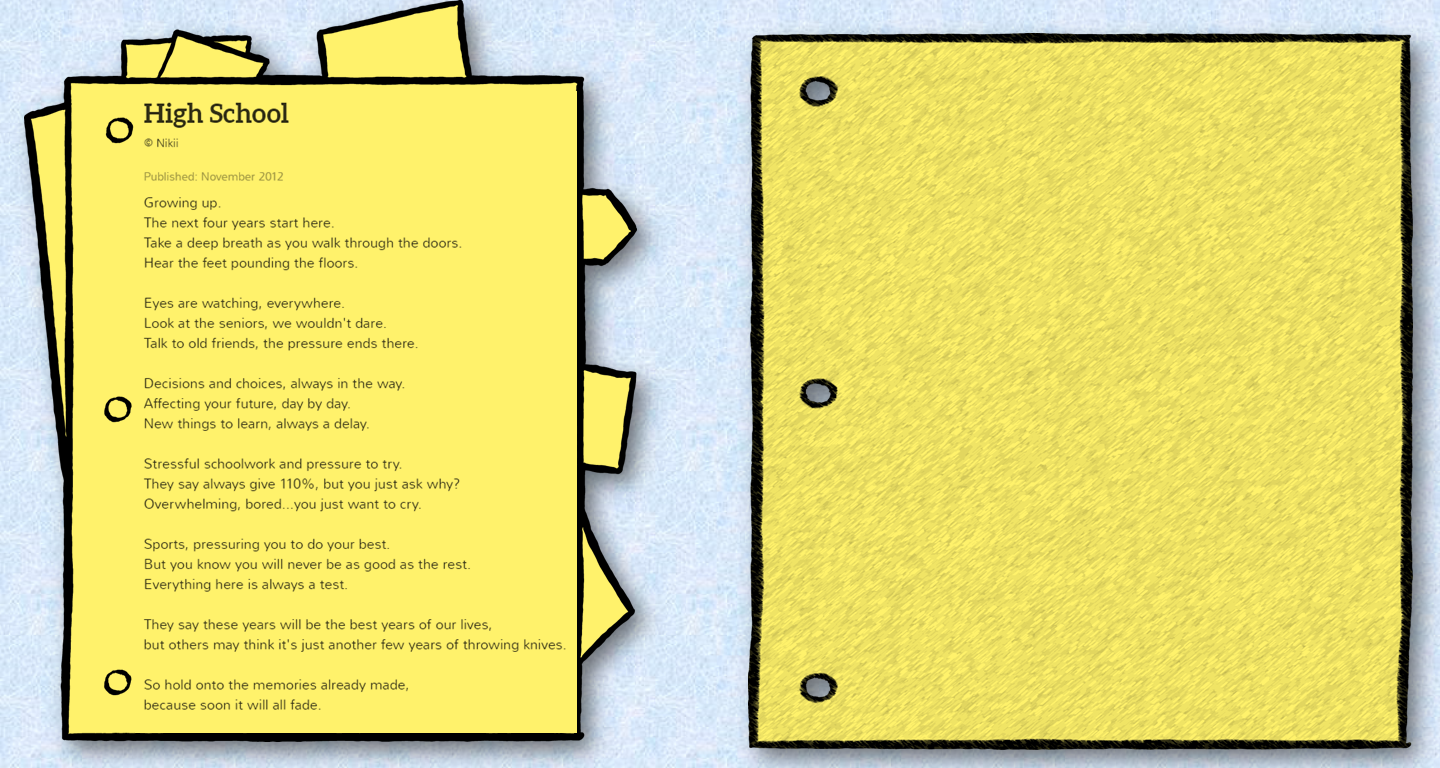 High School
© Nikii
Published: November 2012
Growing up.
The next four years start here.
Take a deep breath as you walk through the doors.
Hear the feet pounding the floors.
Eyes are watching, everywhere.
Look at the seniors, we wouldn't dare.
Talk to old friends, the pressure ends there.
Decisions and choices, always in the way.
Affecting your future, day by day.
New things to learn, always a delay.
Stressful schoolwork and pressure to try.
They say always give 110%, but you just ask why?
Overwhelming, bored...you just want to cry.
Sports, pressuring you to do your best.
But you know you will never be as good as the rest.
Everything here is always a test.
They say these years will be the best years of our lives,
but others may think it's just another few years of throwing knives.
So hold onto the memories already made,
because soon it will all fade.